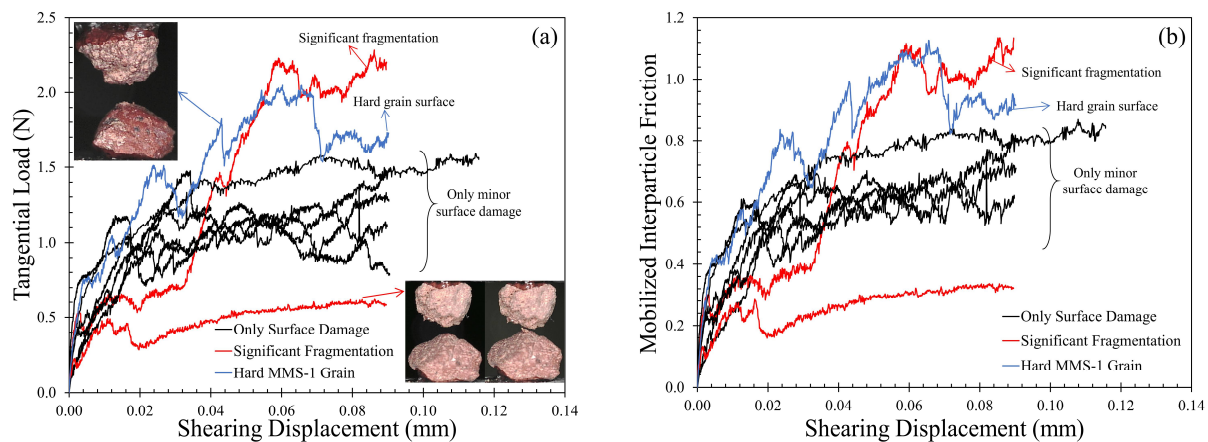 2.5
2.0
1.5
1.0
0.5
0.0
Tangential Load (N)
(a)
Significant fragmentation
Hard grain surface
Only minor
surface damage
Only Surface Damage
Significant Fragmentation
Hard MMS-1 Grain
0.00
0.02
0.04
0.06
0.08
0.10
0.12
0.14
Shearing Displacement (mm)
1.2
1.0
0.8
0.6
0.4
0.2
0.0
Mobilized Interparticle Friction
(b)
Significant fragmentation
Hard grain surface
Only minor
surface damage
Only Surface Damage
Significant Fragmentation
Hard MMS-1 Grain
0.00
0.02
0.04
0.06
0.08
0.10
0.12
0.14
Shearing Displacement (mm)